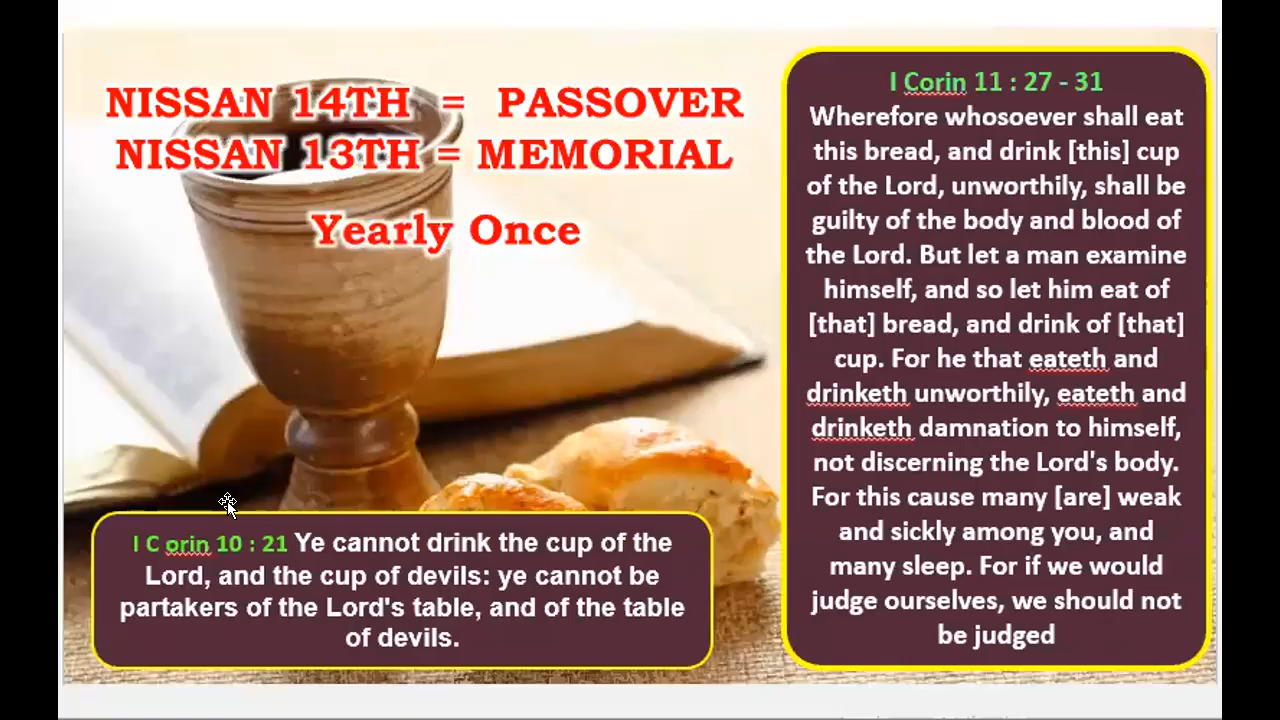 NISSAN 14TH = PASSOVER
NISSAN 13TH = MEMORIAL
Yearly Once
I Corin 11 : 27 - 31
Wherefore whosoever shall eat
this bread, and drink [this] cup
of the Lord, unworthily, shall be
guilty of the body and blood of
the Lord. But let a man examine
himself, and so let him eat of
[that] bread, and drink of [that]
cup. For he that eateth and
drinketh unworthily, eateth and
drinketh damnation to himself,
not discerning the Lord's body.
For this cause many [are] weak
and sickly among you, and
many sleep. For if we would
judge ourselves, we should not
be judged
I C orin 10 : 21 Ye cannot drink the cup of the
Lord, and the cup of devils: ye cannot be
partakers of the Lord's table, and of the table
of devils.